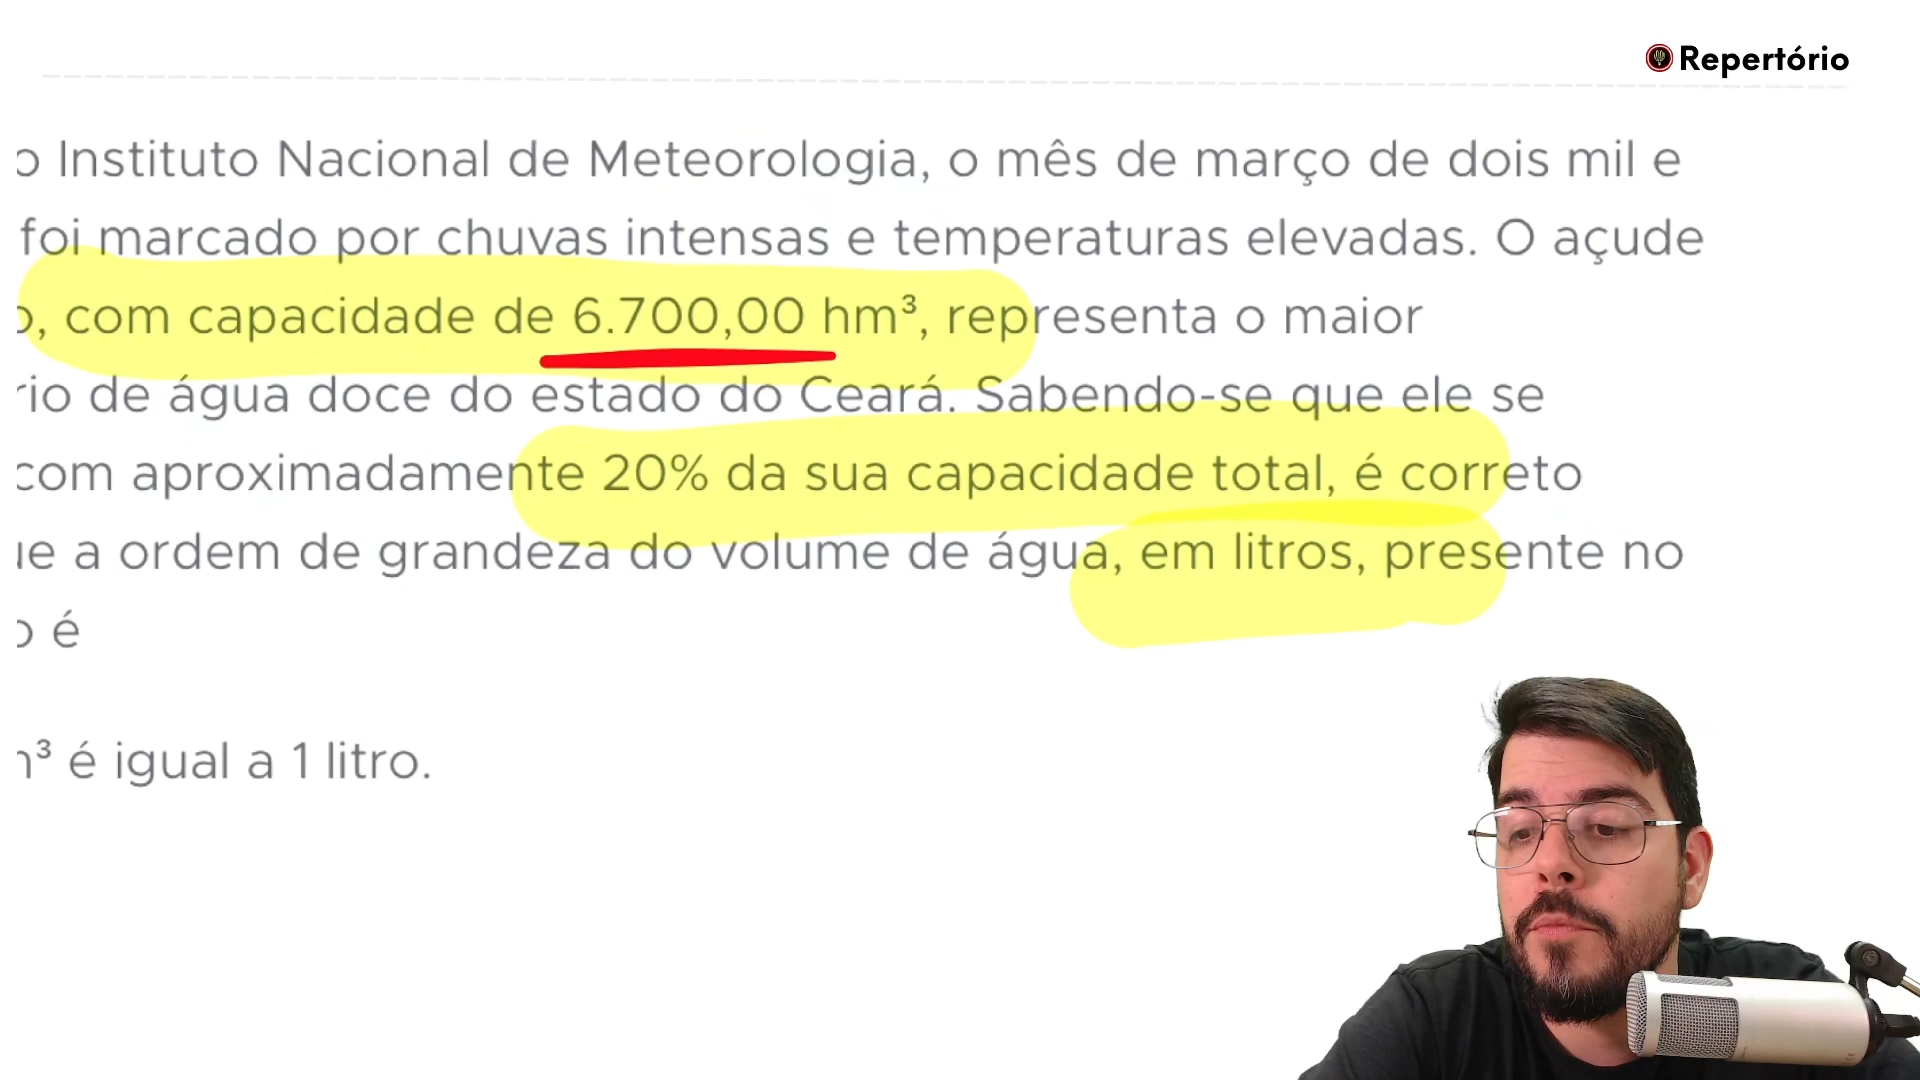 Repertório
o Instituto Nacional de Meteorologia, o mês de março de dois mil e
foi marcado por chuvas intensas e temperaturas elevadas. O açude
o, com capacidade de 6.700,00 hm³, representa o maior
rio de água doce do estado do Ceará. Sabendo-se que ele se
com aproximadamente 20% da sua capacidade total, é correto
ue a ordem de grandeza do volume de água, em litros, presente no
o é
m³ é igual a 1 litro.